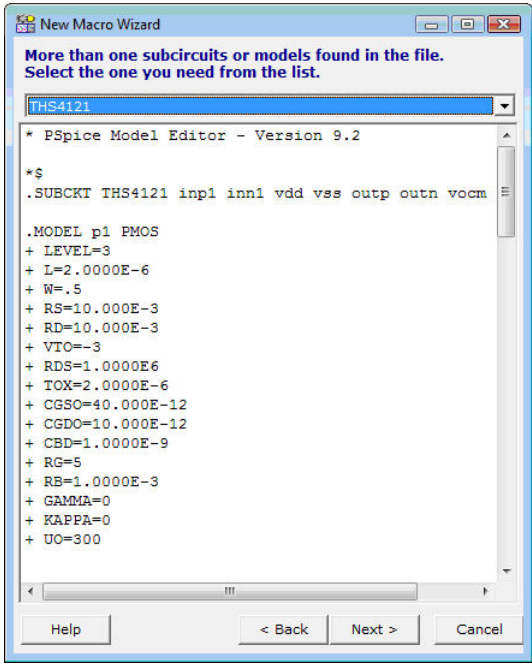 New Macro Wizard
More than one subcircuits or models found in the file.
Select the one you need from the list.
THS4121
* PSpice Model Editor - Version 9.2
*$
.SUBCKT THS4121 inp1 inn1 vdd vss outp outn vocm
.MODEL p1 PMOS
+ LEVEL=3
+ L=2.0000E-6
+ W=.5
+ RS=10.000E-3
+ RD=10.000E-3
+ VTO=-3
+ RDS=1.0000E6
+ TOX=2.0000E-6
+ CGSO=40.000E-12
+ CGDO=10.000E-12
+ CBD=1.0000E-9
+ RG=5
+ RB=1.0000E-3
+ GAMMA=0
+ KAPPA=0
+ UO=300
Help
< Back
Next >
Cancel